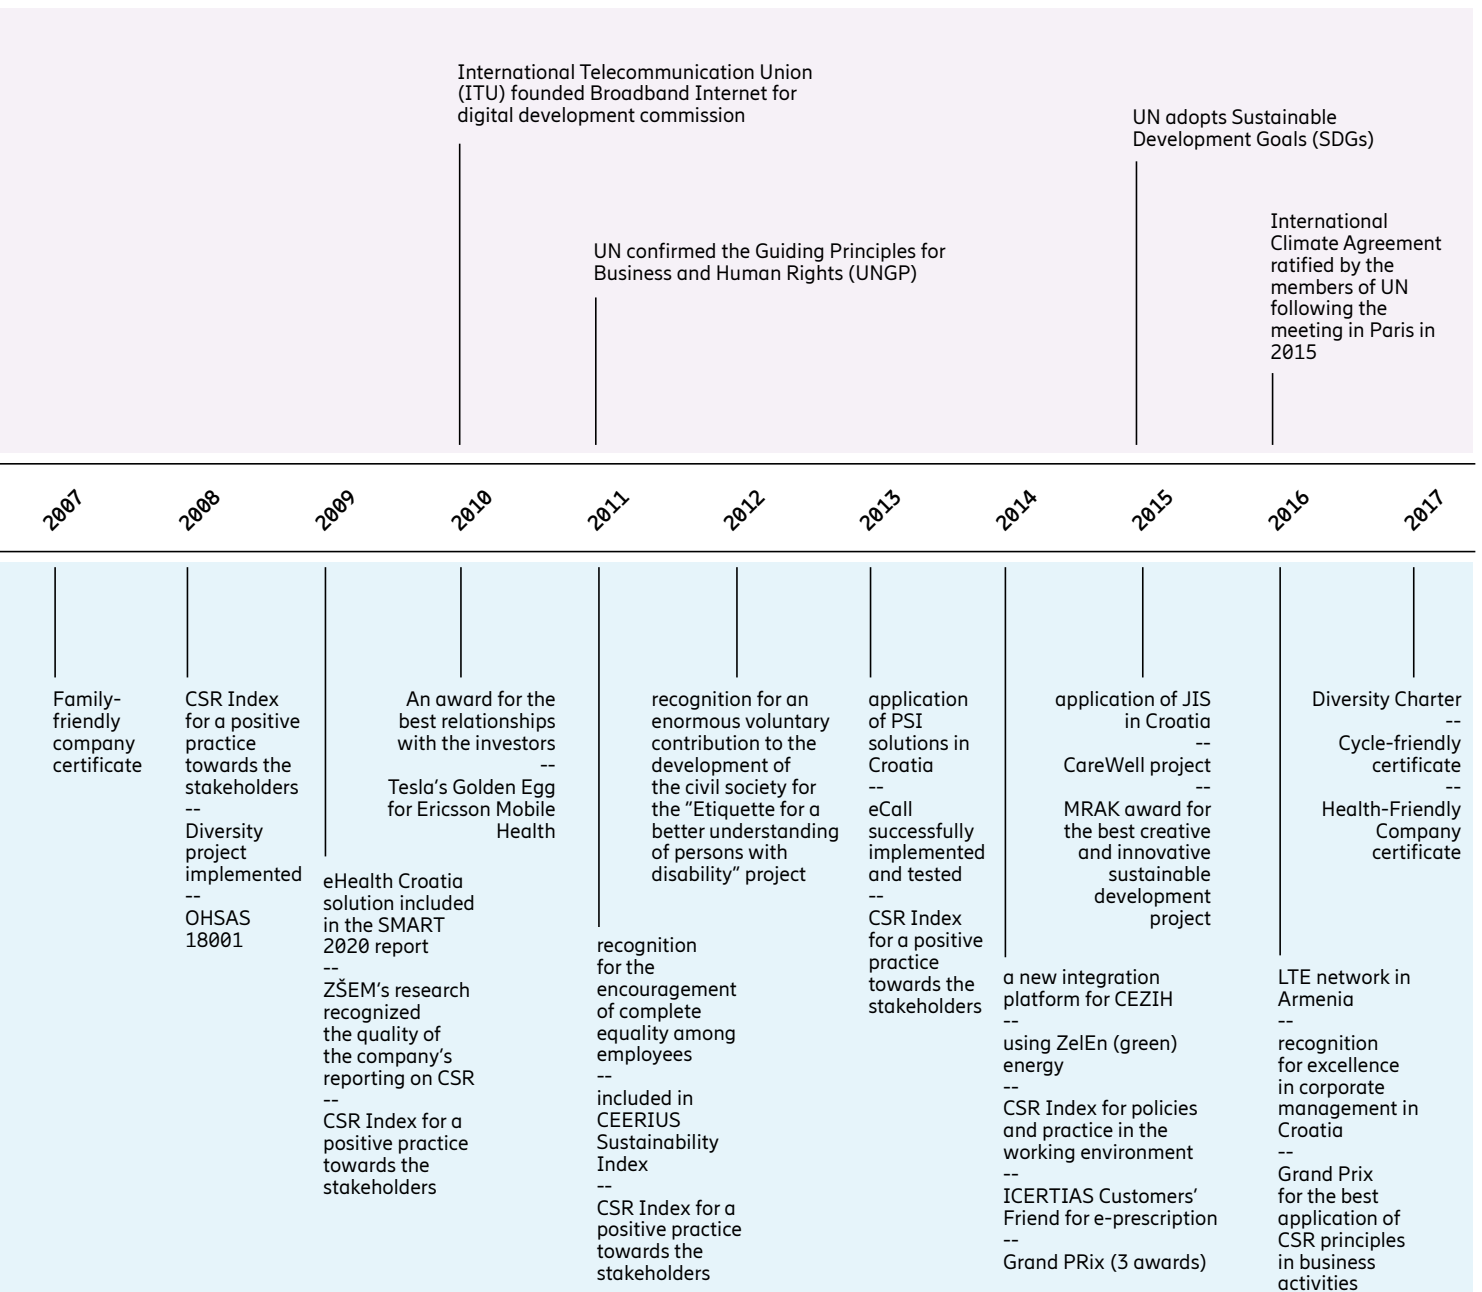 International Telecommunication Union
(ITU) founded Broadband Internet for
digital development commission
UN adopts Sustainable
Development Goals (SDGs)
International
Climate Agreement
ratified by the
members of UN
following the
meeting in Paris in
2015
UN confirmed the Guiding Principles for
Business and Human Rights (UNGP)
2007
2008
2009
2010
2011
2012
2013
2014
2015
2016
2017
Family-
friendly
company
certificate
CSR Index
for a positive
practice
towards the
stakeholders
--
Diversity
project
implemented
--
OHSAS
18001
eHealth Croatia
solution included
in the SMART
2020 report
--
ZŠEM's research
recognized
the quality of
the company's
reporting on CSR
--
CSR Index for a
positive practice
towards the
stakeholders
An award for the
best relationships
with the investors
--
Tesla's Golden Egg
for Ericsson Mobile
Health
recognition
for the
encouragement
of complete
equality among
employees
--
included in
CEERIUS
Sustainability
Index
--
CSR Index for a
positive practice
towards the
stakeholders
recognition for an
enormous voluntary
contribution to the
development of
the civil society for
the "Etiquette for a
better understanding
of persons with
disability" project
application
of PSI
solutions in
Croatia
--
eCall
successfully
implemented
and tested
--
CSR Index
for a positive
practice
towards the
stakeholders
a new integration
platform for CEZIH
--
using ZelEn (green)
energy
--
CSR Index for policies
and practice in the
working environment
--
ICERTIAS Customers'
Friend for e-prescription
--
Grand PRix (3 awards)
application of JIS
in Croatia
--
CareWell project
--
MRAK award for
the best creative
and innovative
sustainable
development
project
LTE network in
Armenia
--
recognition
for excellence
in corporate
management in
Croatia
--
Grand Prix
for the best
application of
CSR principles
in business
activities
Diversity Charter
--
Cycle-friendly
certificate
--
Health-Friendly
Company
certificate